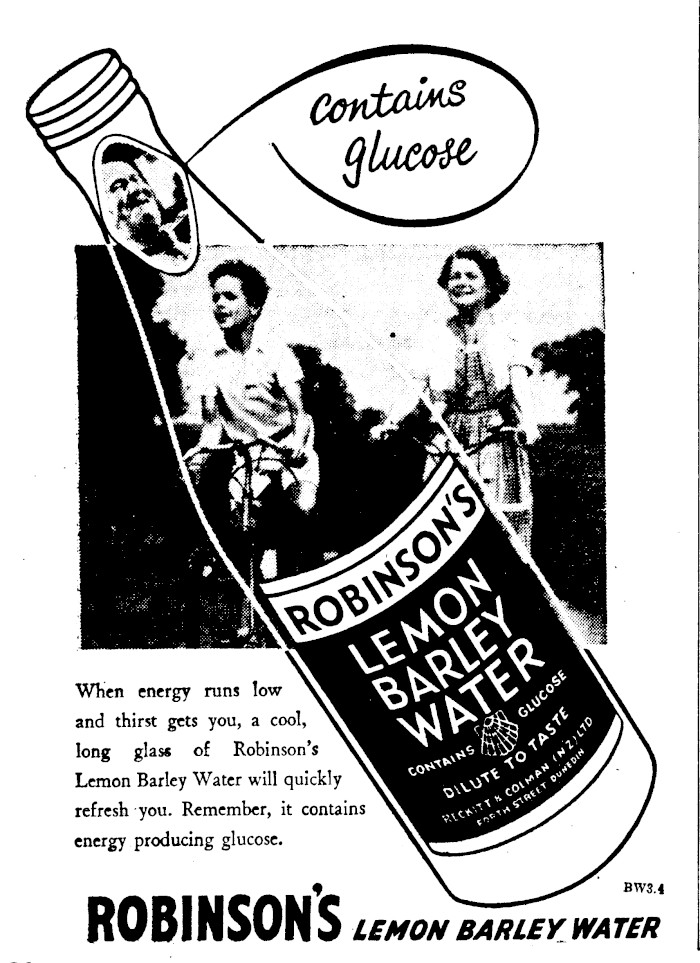 contains
glucose
ROBINSON'S
LEMON
BARLEY
WATER
CONTAINS GLUCOSE
DILUTE TO TASTE
RECKITT & COLMAN (N.Z.) LTD
FORTH STREET DUNEDIN
When energy runs low
and thirst gets you, a cool,
long glass of Robinson's
Lemon Barley Water will quickly
refresh you. Remember, it contains
energy producing glucose.
BW3.4
ROBINSON'S LEMON BARLEY WATER